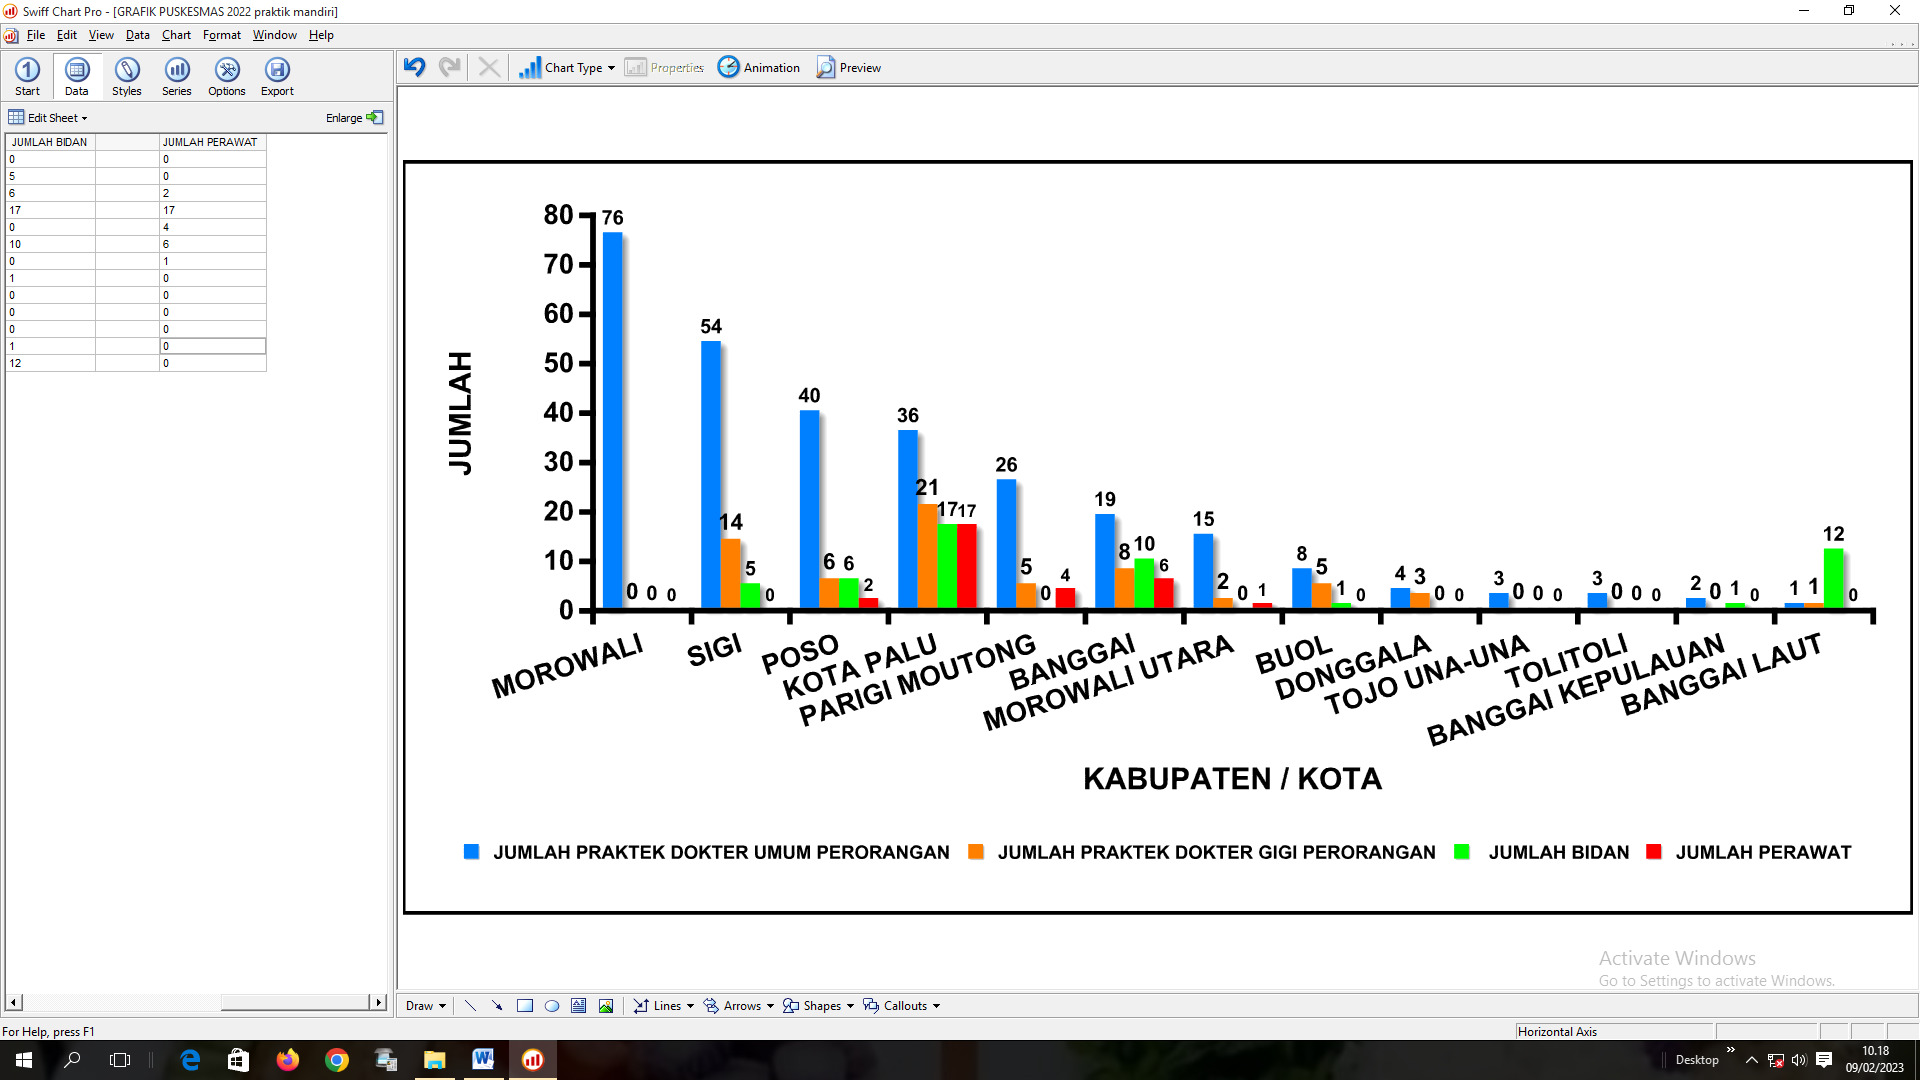 Swiff Chart Pro - [GRAFIK PUSKESMAS 2022 praktik mandiri]
File Edit View Data Chart Format Window Help
Start Data Styles Series Options Export
Chart Type Properties Animation Preview
Edit Sheet Enlarge
JUMLAH BIDAN JUMLAH PERAWAT
0 0
5 0
6 2
17 17
0 4
10 6
0 1
1 0
0 0
0 0
0 0
1 0
12 0
JUMLAH
80
70
60
50
40
30
20
10
0
76 0 0 0
54 14 5 0
40 6 6 2
36 21 17 17
26 5 0 4
19 8 10 6
15 2 0 1
8 5 1 0
4 3 0 0
3 0 0 0
3 0 0 0
2 0 1 0
1 1 12 0
MOROWALI
SIGI
POSO
KOTA PALU
PARIGI MOUTONG
BANGGAI
MOROWALI UTARA
BUOL
DONGGALA
TOJO UNA-UNA
TOLITOLI
BANGGAI KEPULAUAN
BANGGAI LAUT
KABUPATEN / KOTA
JUMLAH PRAKTEK DOKTER UMUM PERORANGAN JUMLAH PRAKTEK DOKTER GIGI PERORANGAN JUMLAH BIDAN JUMLAH PERAWAT
Activate Windows
Go to Settings to activate Windows.
Draw Lines Arrows Shapes Callouts
For Help, press F1 Horizontal Axis
Desktop 10.18
09/02/2023